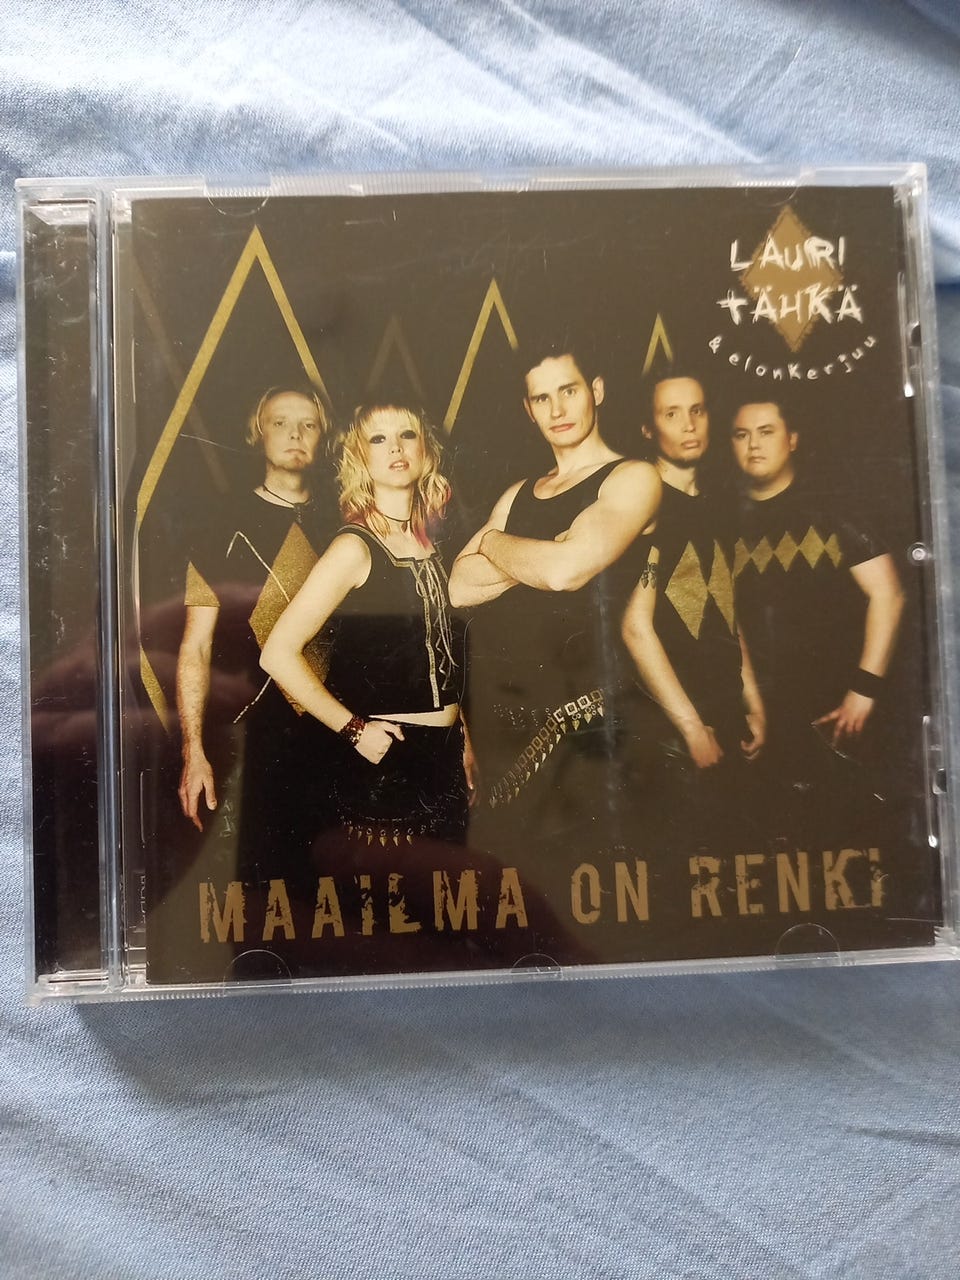 LAURI
TÄHKÄ
& elonkerjuu
MAAILMA ON RENKI